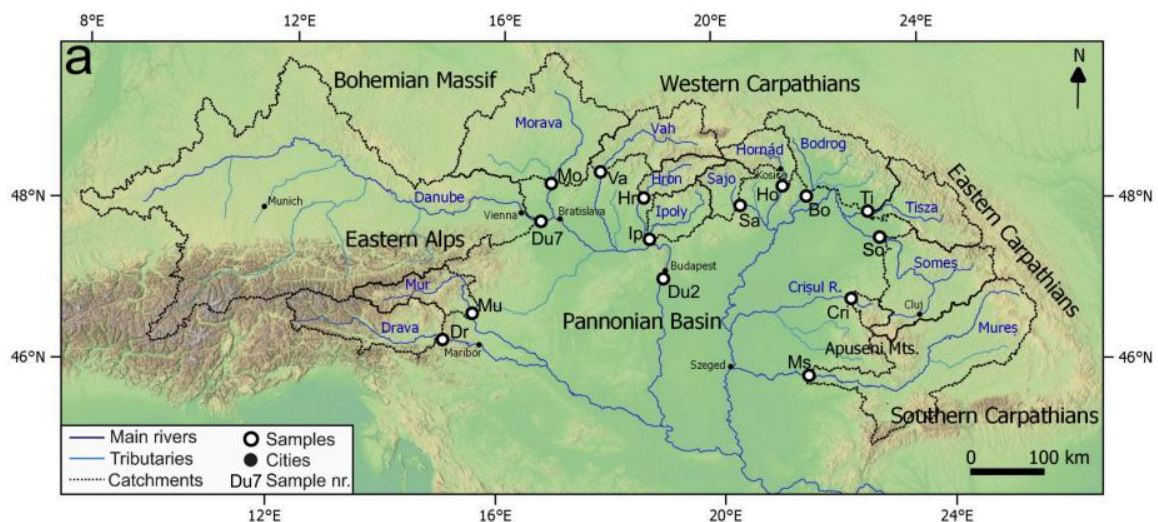 8°E 12°E 16°E 20°E 24°E
a
N
Bohemian Massif
Western Carpathians
Morava
Vah
Hornád
Bodrog
Kosice
Hron
Sajo
Mo
Va
Ho
48°N
48°N
Munich
Danube
Hr
Bo
Ti
Tisza
Vienna
Bratislava
Ipoly
Sa
Eastern Carpathians
Du7
Ip
So
Eastern Alps
Someș
Budapest
Mur
Du2
Crișul R.
Mu
Cri
Cluj
Drava
Dr
Pannonian Basin
Mureș
Maribor
Apuseni Mts.
46°N
46°N
Szeged
Ms
Southern Carpathians
Main rivers
Samples
Tributaries
Cities
Catchments
Du7 Sample nr.
0 100 km
12°E 16°E 20°E 24°E